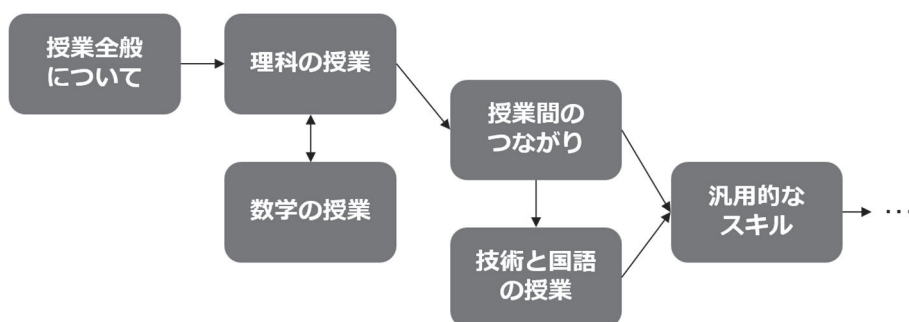 授業全般
について
理科の授業
数学の授業
授業間の
つながり
技術と国語
の授業
汎用的な
スキル
…